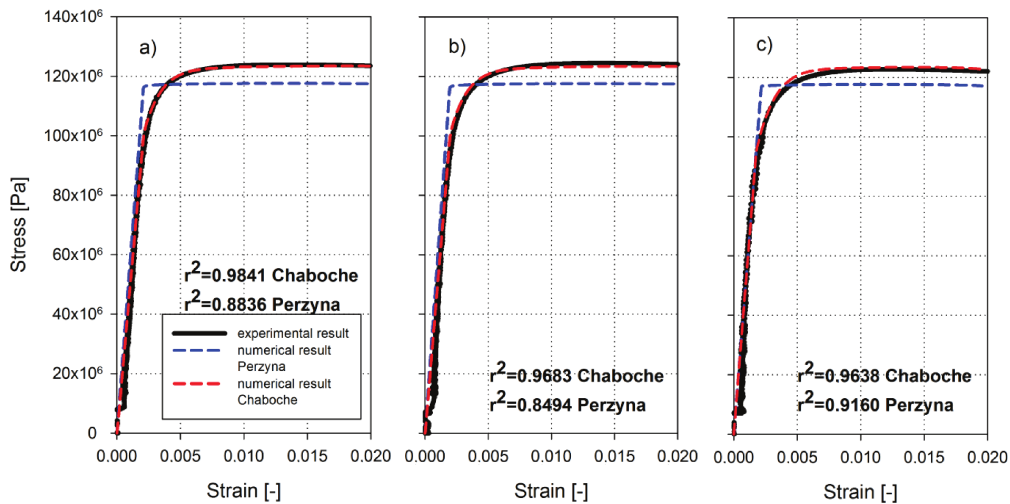 140x10⁶
120x10⁶
100x10⁶
80x10⁶
60x10⁶
40x10⁶
20x10⁶
0
Stress [Pa]
a)
r²=0.9841 Chaboche
r²=0.8836 Perzyna
experimental result
numerical result
Perzyna
numerical result
Chaboche
0.000 0.005 0.010 0.015 0.020
Strain [-]
b)
r²=0.9683 Chaboche
r²=0.8494 Perzyna
0.000 0.005 0.010 0.015 0.020
Strain [-]
c)
r²=0.9638 Chaboche
r²=0.9160 Perzyna
0.000 0.005 0.010 0.015 0.020
Strain [-]